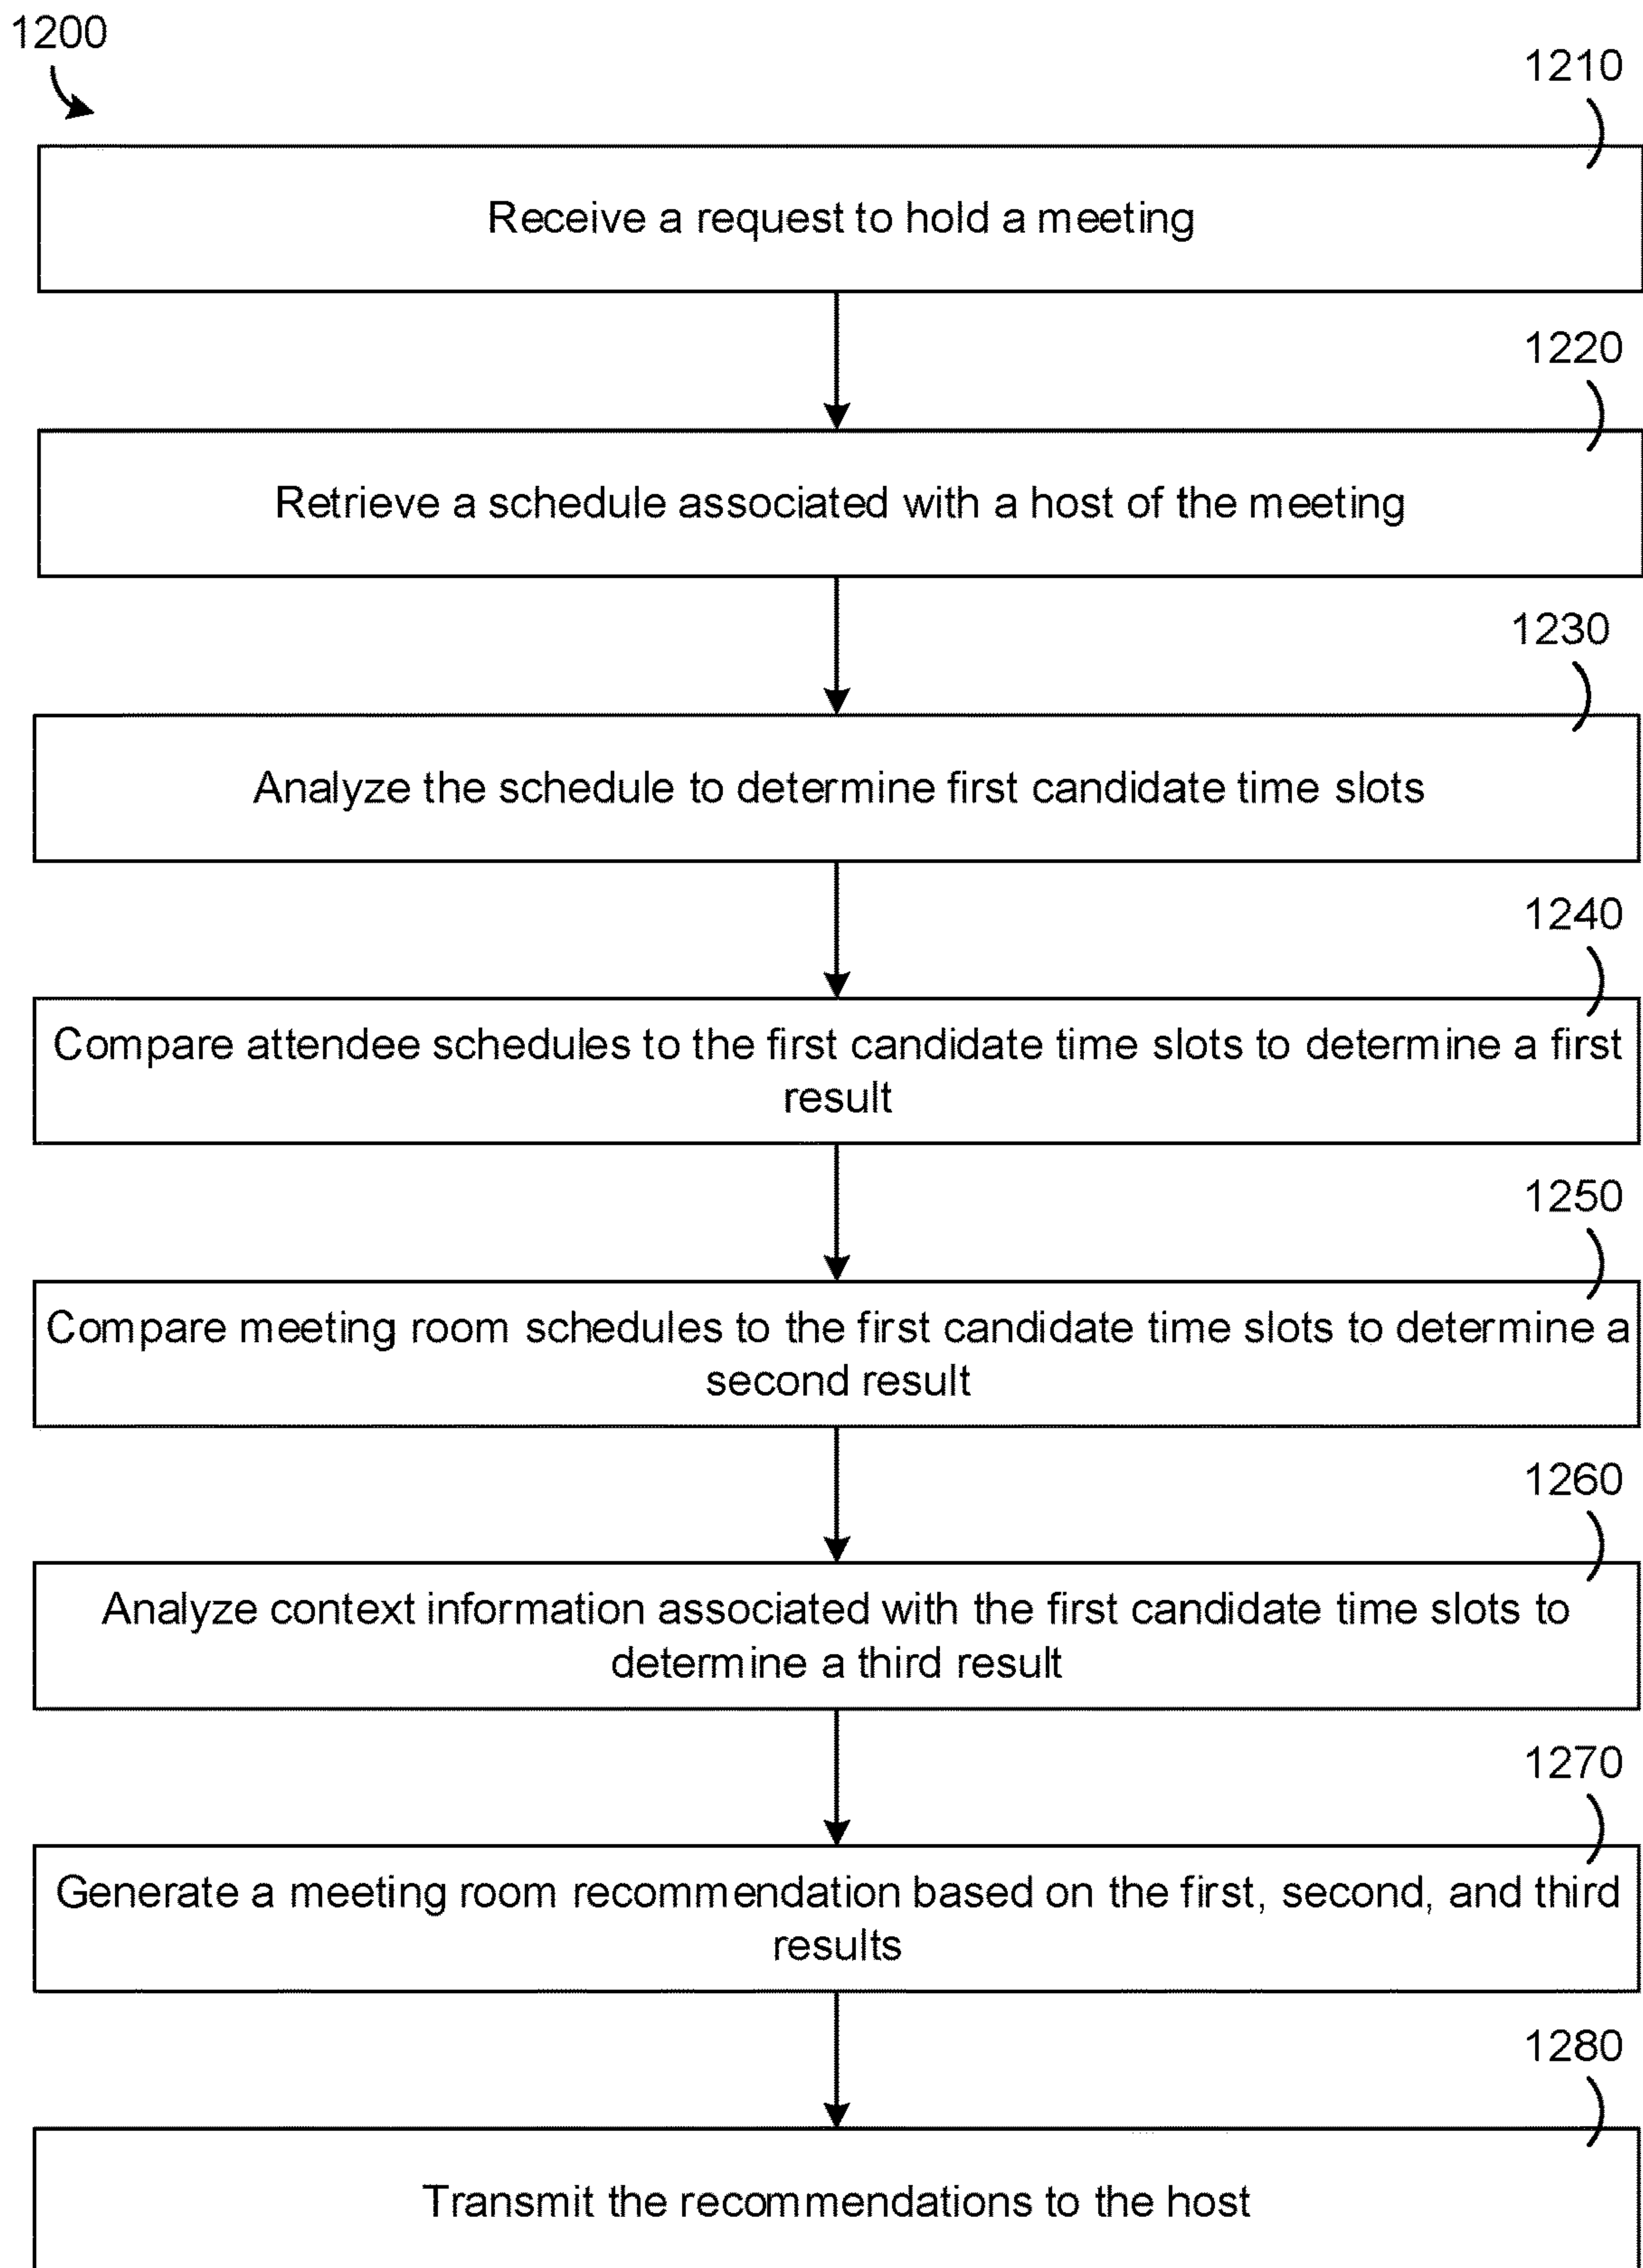 1200
1210
Receive a request to hold a meeting
1220
Retrieve a schedule associated with a host of the meeting
1230
Analyze the schedule to determine first candidate time slots
1240
Compare attendee schedules to the first candidate time slots to determine a first
result
1250
Compare meeting room schedules to the first candidate time slots to determine a
second result
1260
Analyze context information associated with the first candidate time slots to
determine a third result
1270
Generate a meeting room recommendation based on the first, second, and third
results
1280
Transmit the recommendations to the host